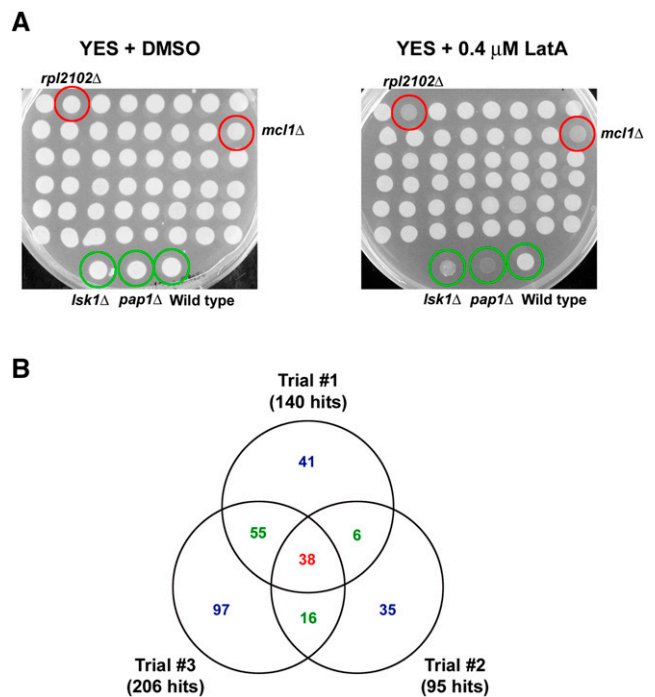 A
YES + DMSO
YES + 0.4 μM LatA
rpl2102Δ
rpl2102Δ
mcl1Δ
mcl1Δ
lsk1Δ pap1Δ Wild type
lsk1Δ pap1Δ Wild type
B
Trial #1
(140 hits)
41
55
6
38
97
16
35
Trial #3
(206 hits)
Trial #2
(95 hits)